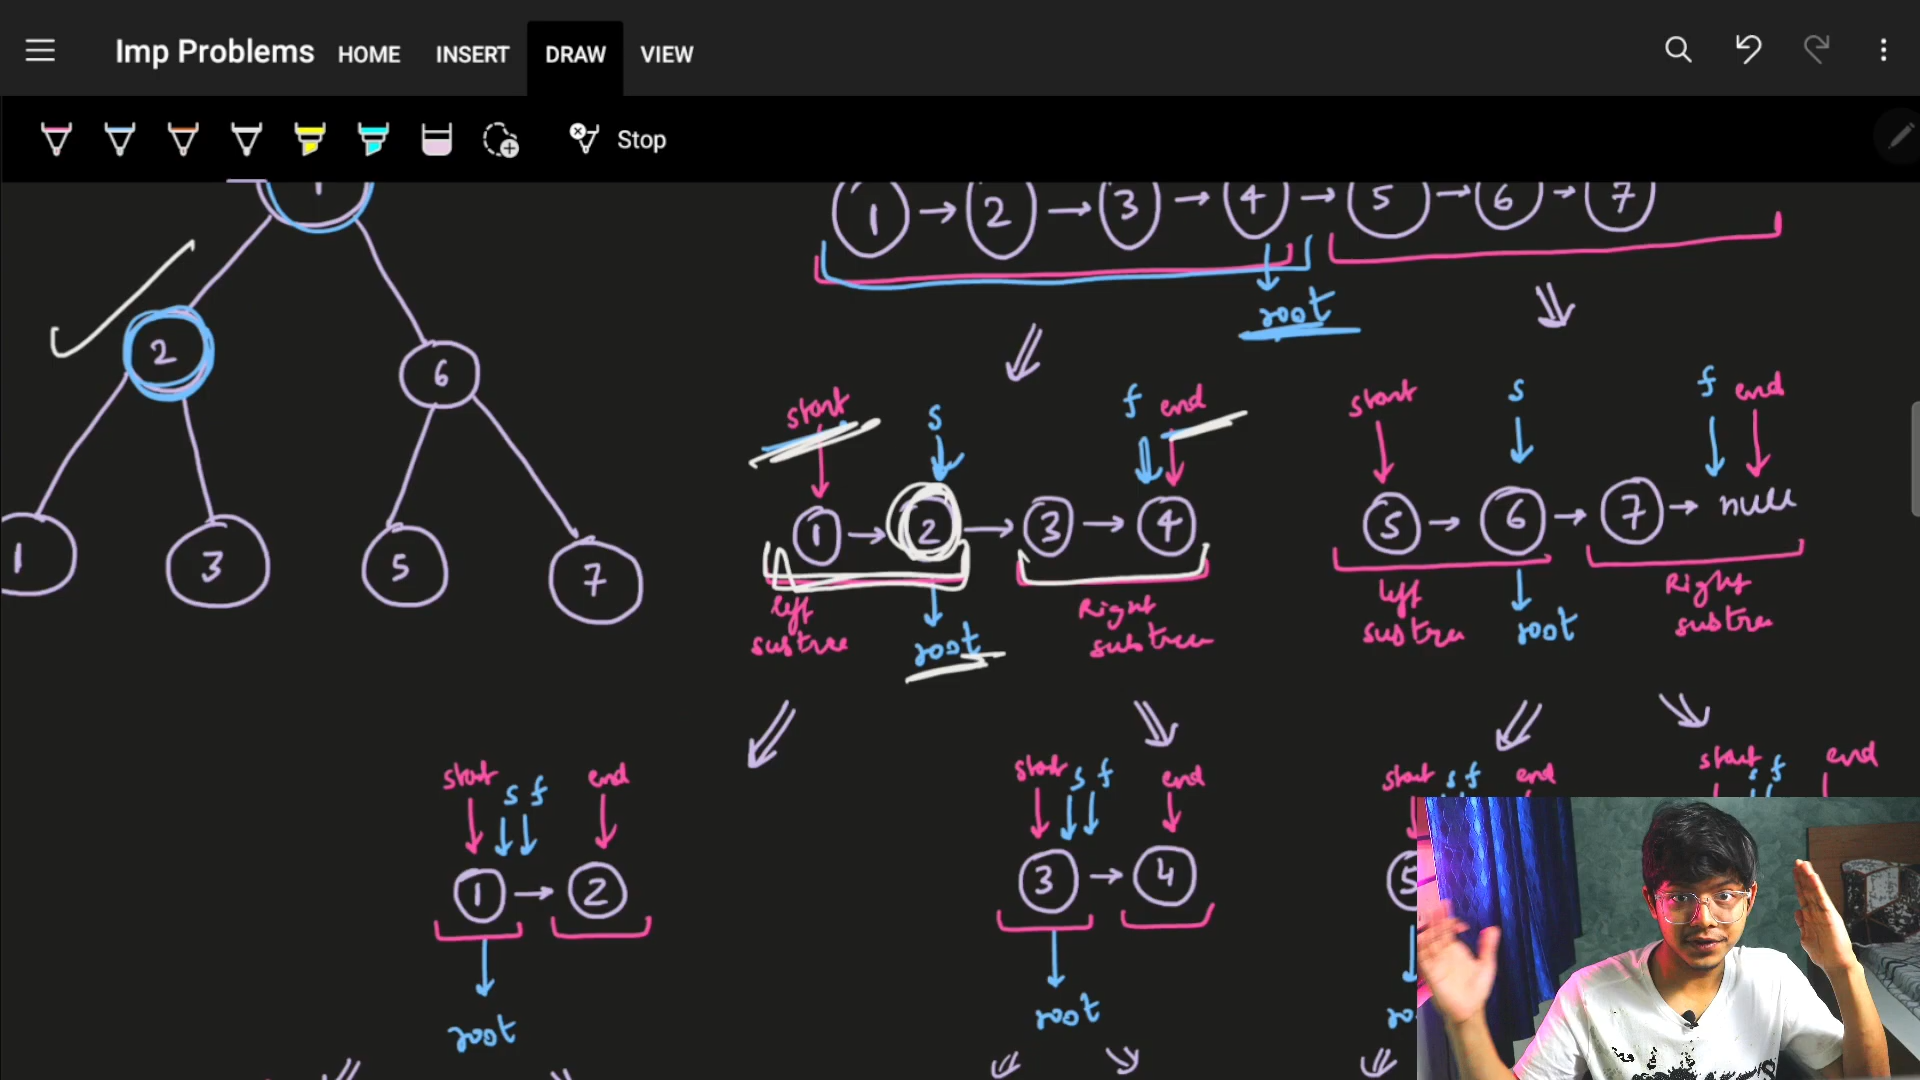 Imp Problems HOME INSERT DRAW VIEW
Stop
1
1 → 2 → 3 → 4 → 5 → 6 → 7
root
2
6
1
3
5
7
start s f end
1 → 2 → 3 → 4
left subtree
root
Right subtree
start s f end
5 → 6 → 7 → null
left
root
Right
start s f end
1 → 2
root
start s f end
3 → 4
root
start s f end
5
start s f end